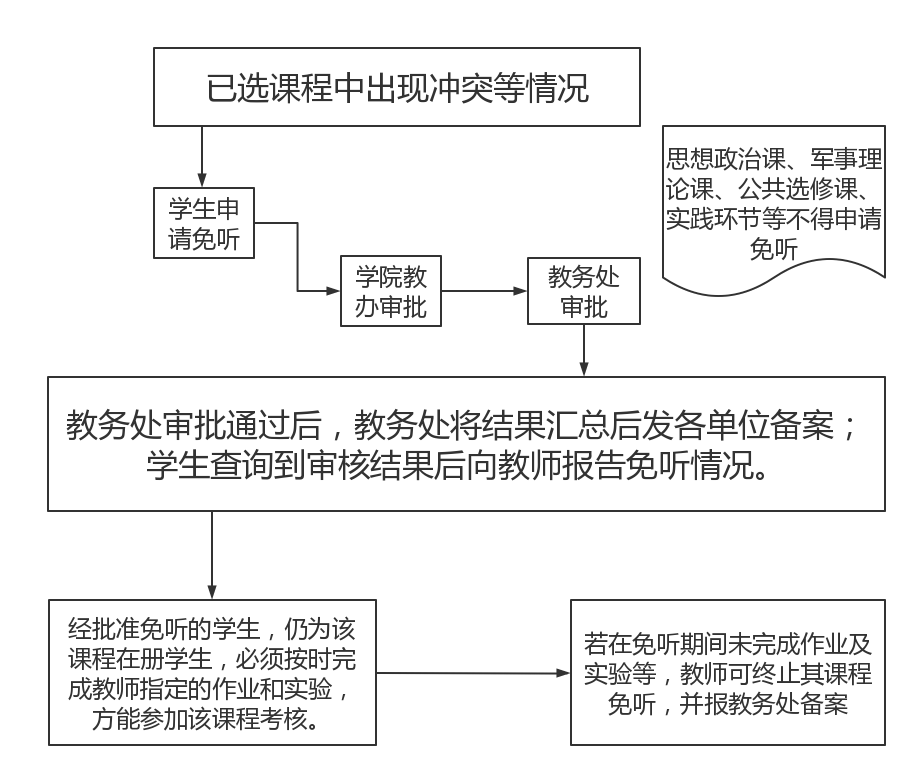 已选课程中出现冲突等情况
思想政治课、军事理
论课、公共选修课、
实践环节等不得申请
免听
学生申
请免听
学院教
办审批
教务处
审批
教务处审批通过后，教务处将结果汇总后发各单位备案；
学生查询到审核结果后向教师报告免听情况。
经批准免听的学生，仍为该
课程在册学生，必须按时完
成教师指定的作业和实验，
方能参加该课程考核。
若在免听期间未完成作业及
实验等，教师可终止其课程
免听，并报教务处备案